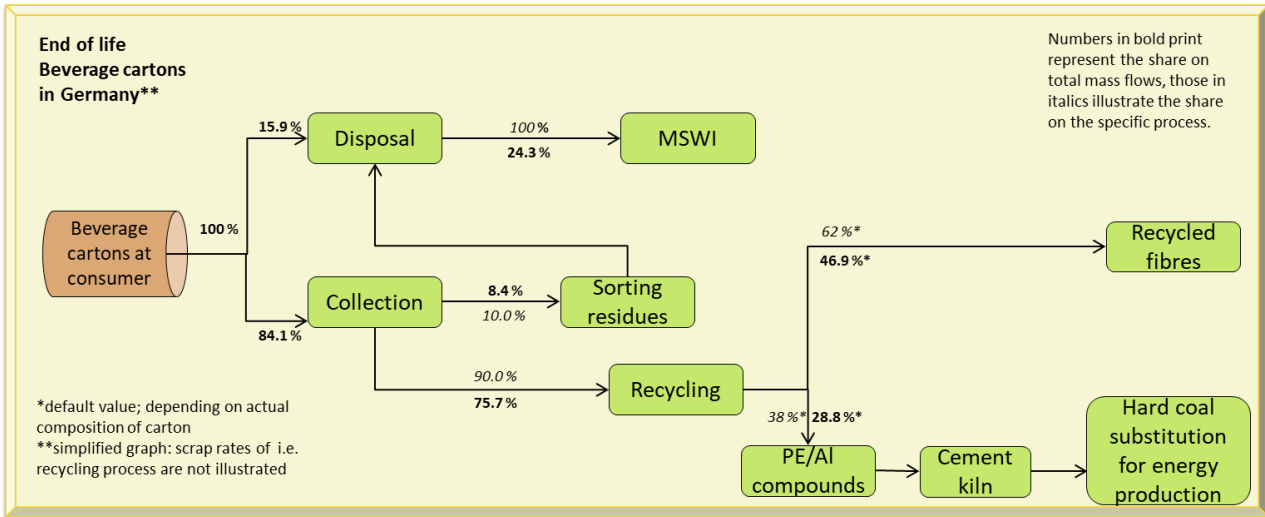 End of life
Beverage cartons
in Germany**
Numbers in bold print
represent the share on
total mass flows, those in
italics illustrate the share
on the specific process.
15.9 %
Disposal
100 %
24.3 %
MSWI
Beverage
cartons at
consumer
100 %
62 %*
46.9 %*
Recycled
fibres
84.1 %
Collection
8.4 %
10.0 %
Sorting
residues
90.0 %
75.7 %
Recycling
38 %* 28.8 %*
PE/Al
compounds
Cement
kiln
Hard coal
substitution
for energy
production
*default value; depending on actual
composition of carton
**simplified graph: scrap rates of i.e.
recycling process are not illustrated